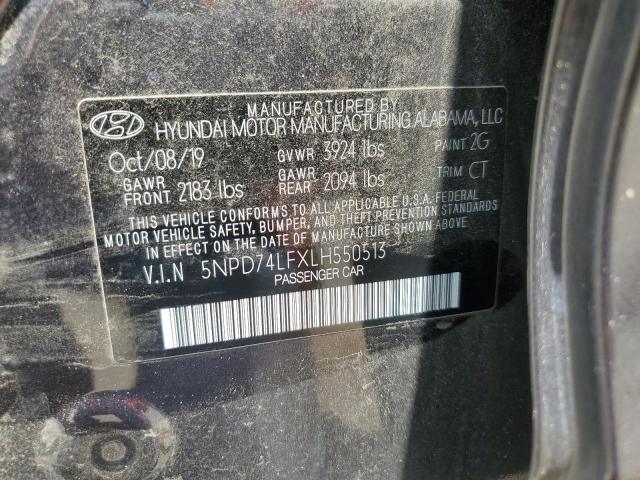 MANUFACTURED BY
HYUNDAI MOTOR MANUFACTURING ALABAMA, LLC
Oct/08/19 GVWR 3924 lbs PAINT 2G
GAWR FRONT 2183 lbs GAWR REAR 2094 lbs TRIM CT
THIS VEHICLE CONFORMS TO ALL APPLICABLE U.S.A. FEDERAL
MOTOR VEHICLE SAFETY, BUMPER, AND THEFT PREVENTION STANDARDS
IN EFFECT ON THE DATE OF MANUFACTURE SHOWN ABOVE.
V.I.N 5NPD74LFXLH550513
PASSENGER CAR